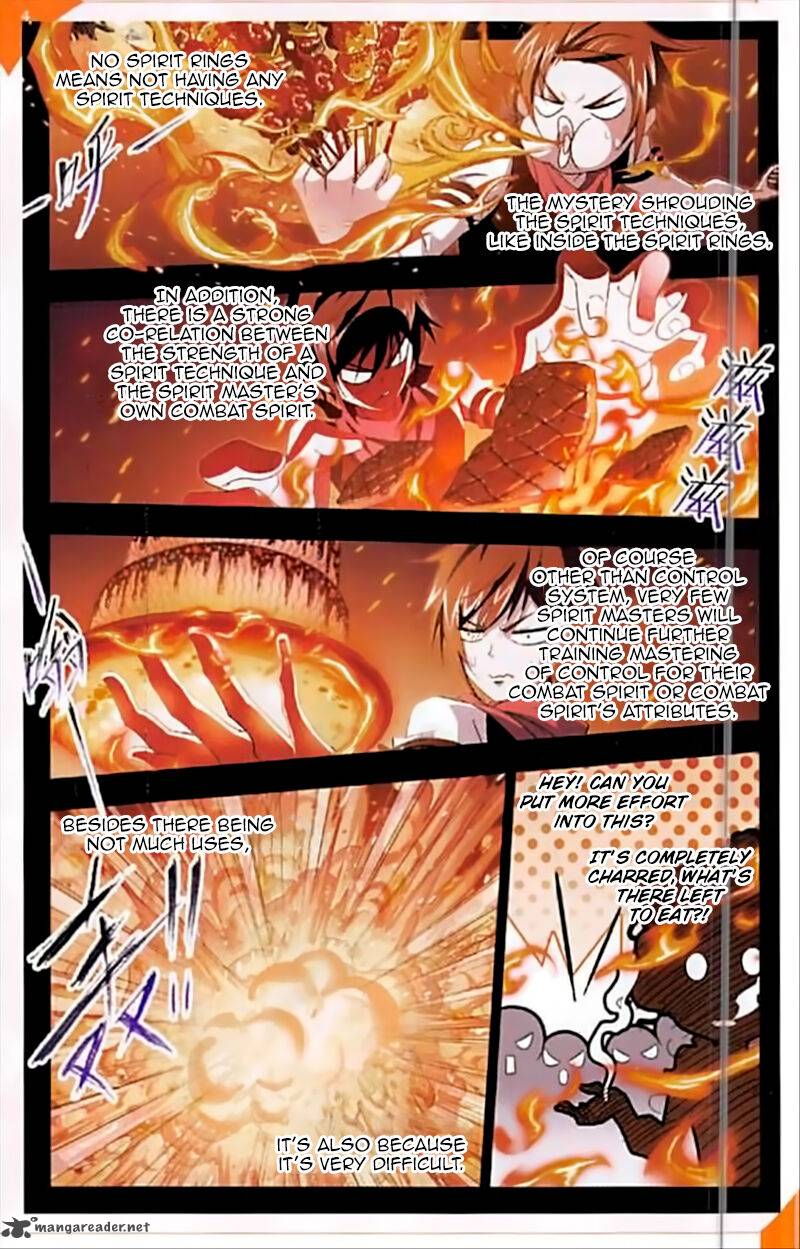 NO SPIRIT RINGS
MEANS NOT HAVING ANY
SPIRIT TECHNIQUES.
呼
THE MYSTERY SHROUDING
THE SPIRIT TECHNIQUES,
LIKE INSIDE THE SPIRIT RINGS.
IN ADDITION,
THERE IS A STRONG
CO-RELATION BETWEEN
THE STRENGTH OF A
SPIRIT TECHNIQUE AND
THE SPIRIT MASTER'S
OWN COMBAT SPIRIT.
滋
滋
滋
OF COURSE
OTHER THAN CONTROL
SYSTEM, VERY FEW
SPIRIT MASTERS WILL
CONTINUE FURTHER
TRAINING MASTERING
OF CONTROL FOR THEIR
COMBAT SPIRIT OR COMBAT
SPIRIT'S ATTRIBUTES.
BESIDES THERE BEING
NOT MUCH USES,
轰!!
IT'S ALSO BECAUSE
IT'S VERY DIFFICULT.
HEY! CAN YOU
PUT MORE EFFORT
INTO THIS?
IT'S COMPLETELY
CHARRED, WHAT'S
THERE LEFT
TO EAT?!
mangareader.net